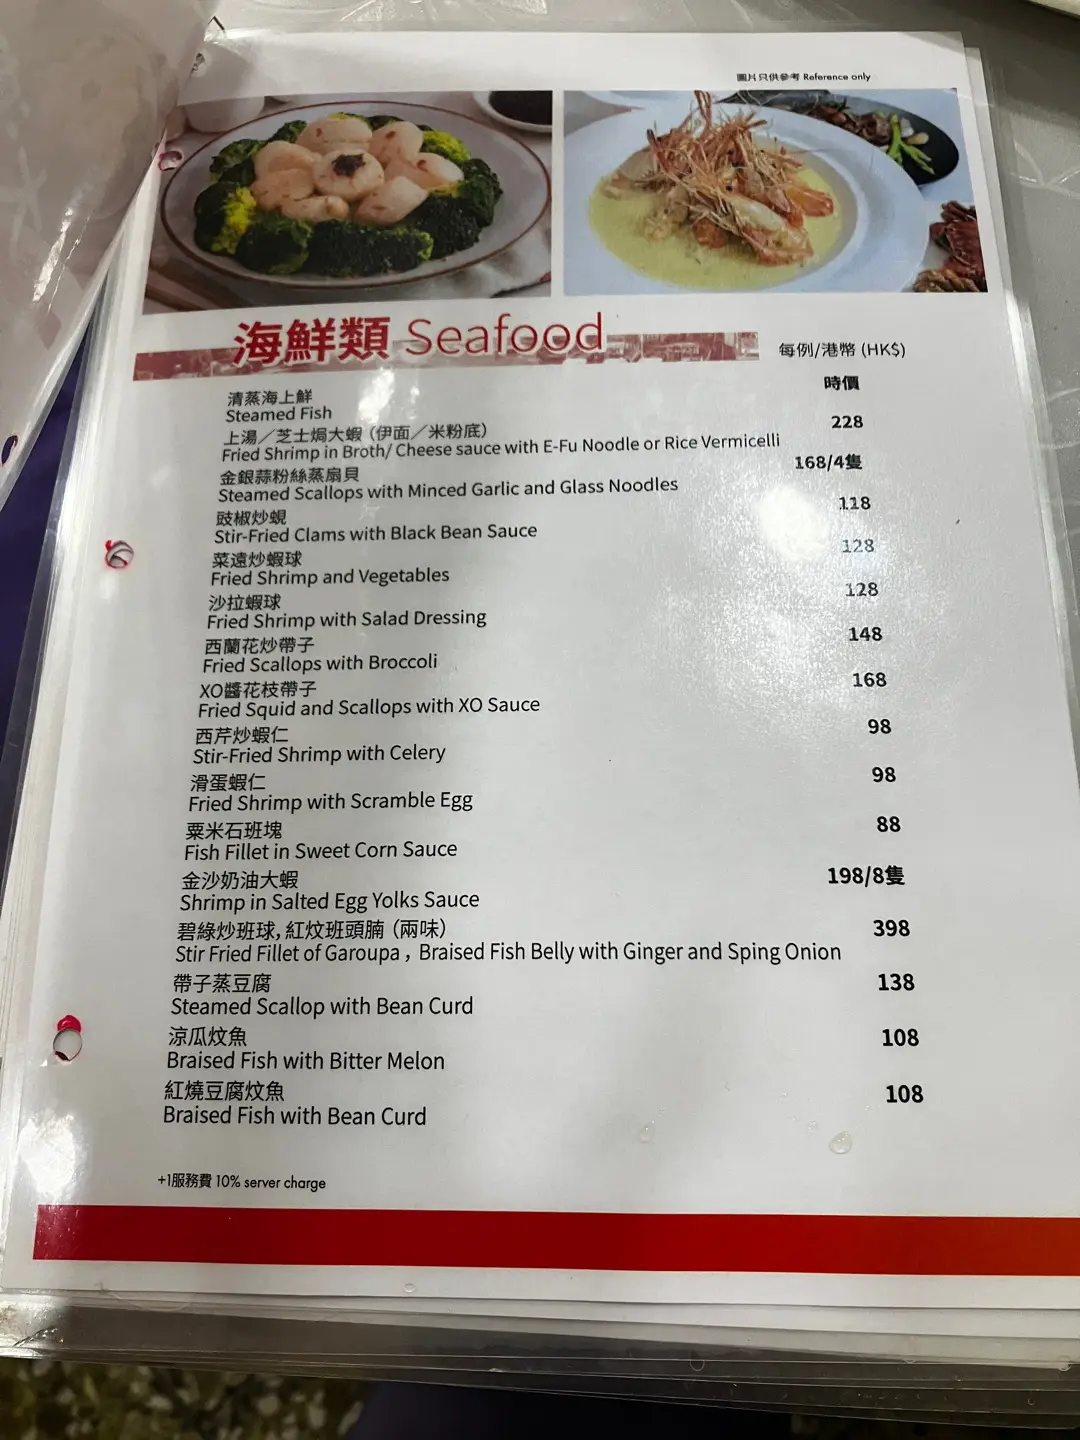 圖片只供參考 Reference only
海鮮類 Seafood
每例/港幣 (HK$)
清蒸海上鮮
時價
Steamed Fish
上湯／芝士焗大蝦（伊面／米粉底）
228
Fried Shrimp in Broth/ Cheese sauce with E-Fu Noodle or Rice Vermicelli
金銀蒜粉絲蒸扇貝
168/4隻
Steamed Scallops with Minced Garlic and Glass Noodles
豉椒炒蜆
118
Stir-Fried Clams with Black Bean Sauce
菜遠炒蝦球
128
Fried Shrimp and Vegetables
沙拉蝦球
128
Fried Shrimp with Salad Dressing
西蘭花炒帶子
148
Fried Scallops with Broccoli
XO醬花枝帶子
168
Fried Squid and Scallops with XO Sauce
西芹炒蝦仁
98
Stir-Fried Shrimp with Celery
滑蛋蝦仁
98
Fried Shrimp with Scramble Egg
粟米石班塊
88
Fish Fillet in Sweet Corn Sauce
金沙奶油大蝦
198/8隻
Shrimp in Salted Egg Yolks Sauce
碧綠炒班球, 紅炆班頭腩（兩味）
398
Stir Fried Fillet of Garoupa , Braised Fish Belly with Ginger and Sping Onion
帶子蒸豆腐
138
Steamed Scallop with Bean Curd
涼瓜炆魚
108
Braised Fish with Bitter Melon
紅燒豆腐炆魚
108
Braised Fish with Bean Curd
+1服務費 10% server charge